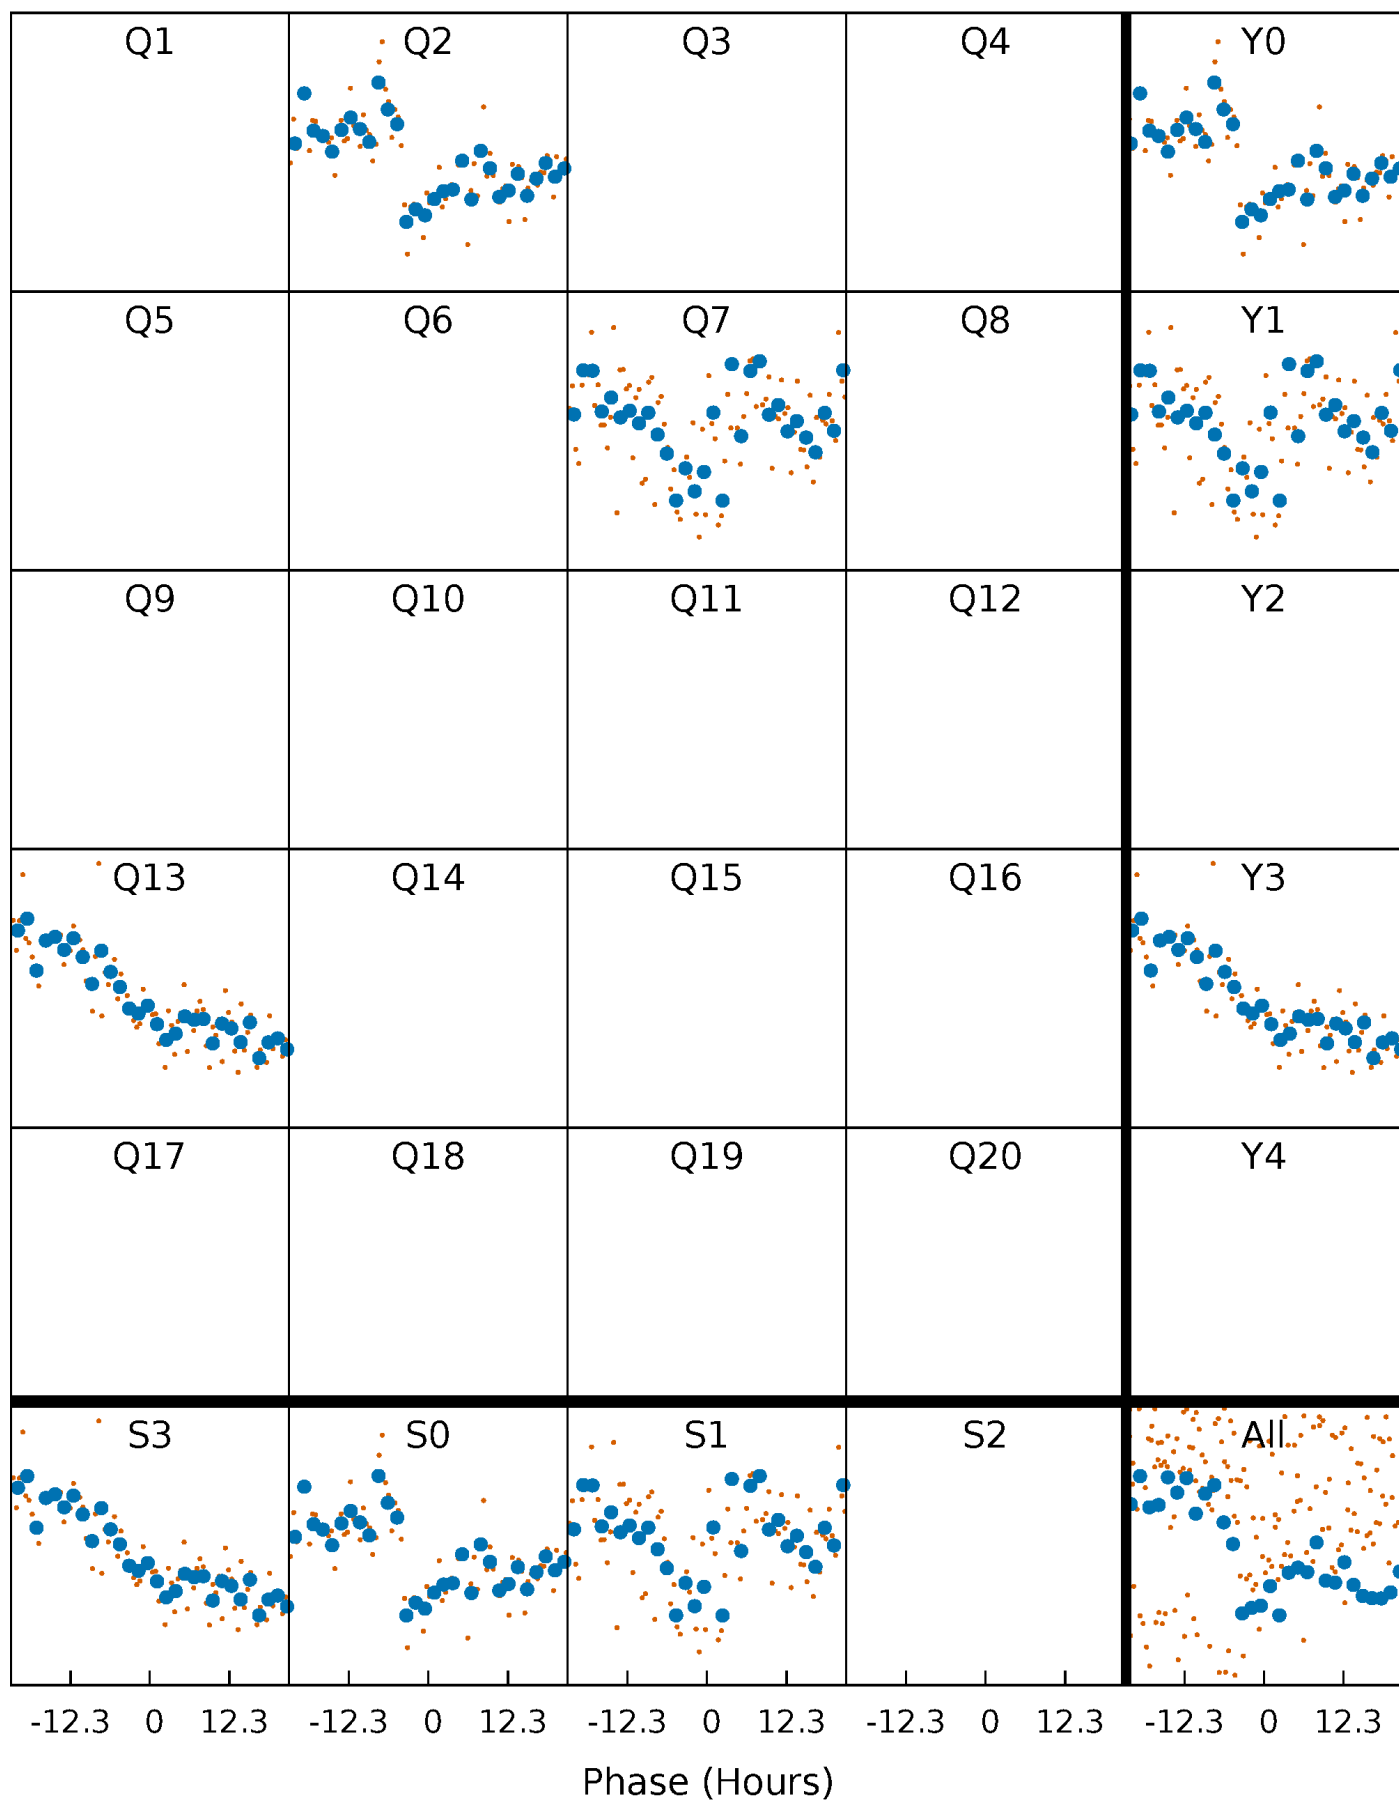 Q1 Q2 Q3 Q4 Y0
Q5 Q6 Q7 Q8 Y1
Q9 Q10 Q11 Q12 Y2
Q13 Q14 Q15 Q16 Y3
Q17 Q18 Q19 Q20 Y4
S3 S0 S1 S2 All
-12.3 0 12.3 -12.3 0 12.3 -12.3 0 12.3 -12.3 0 12.3 -12.3 0 12.3
Phase (Hours)